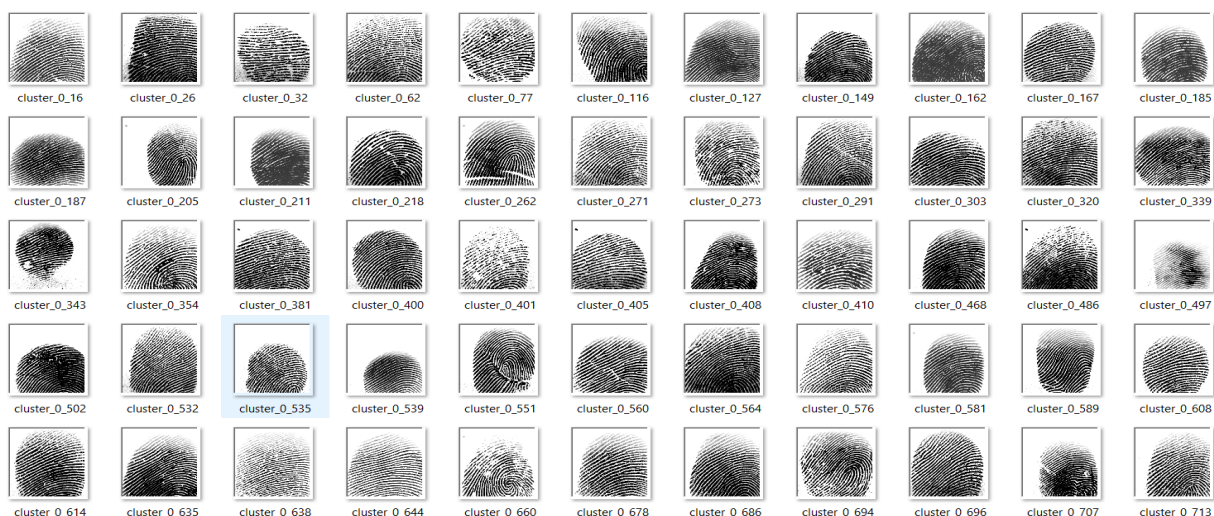 cluster_0_16 cluster_0_26 cluster_0_32 cluster_0_62 cluster_0_77 cluster_0_116 cluster_0_127 cluster_0_149 cluster_0_162 cluster_0_167 cluster_0_185
cluster_0_187 cluster_0_205 cluster_0_211 cluster_0_218 cluster_0_262 cluster_0_271 cluster_0_273 cluster_0_291 cluster_0_303 cluster_0_320 cluster_0_339
cluster_0_343 cluster_0_354 cluster_0_381 cluster_0_400 cluster_0_401 cluster_0_405 cluster_0_408 cluster_0_410 cluster_0_468 cluster_0_486 cluster_0_497
cluster_0_502 cluster_0_532 cluster_0_535 cluster_0_539 cluster_0_551 cluster_0_560 cluster_0_564 cluster_0_576 cluster_0_581 cluster_0_589 cluster_0_608
cluster_0_614 cluster_0_635 cluster_0_638 cluster_0_644 cluster_0_660 cluster_0_678 cluster_0_686 cluster_0_694 cluster_0_696 cluster_0_707 cluster_0_713